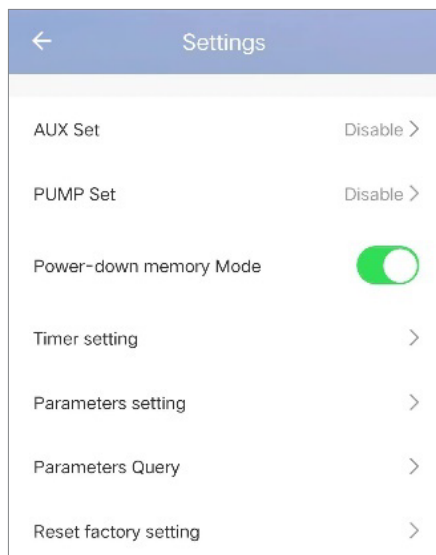 Settings
AUX Set Disable
PUMP Set Disable
Power-down memory Mode
Timer setting
Parameters setting
Parameters Query
Reset factory setting